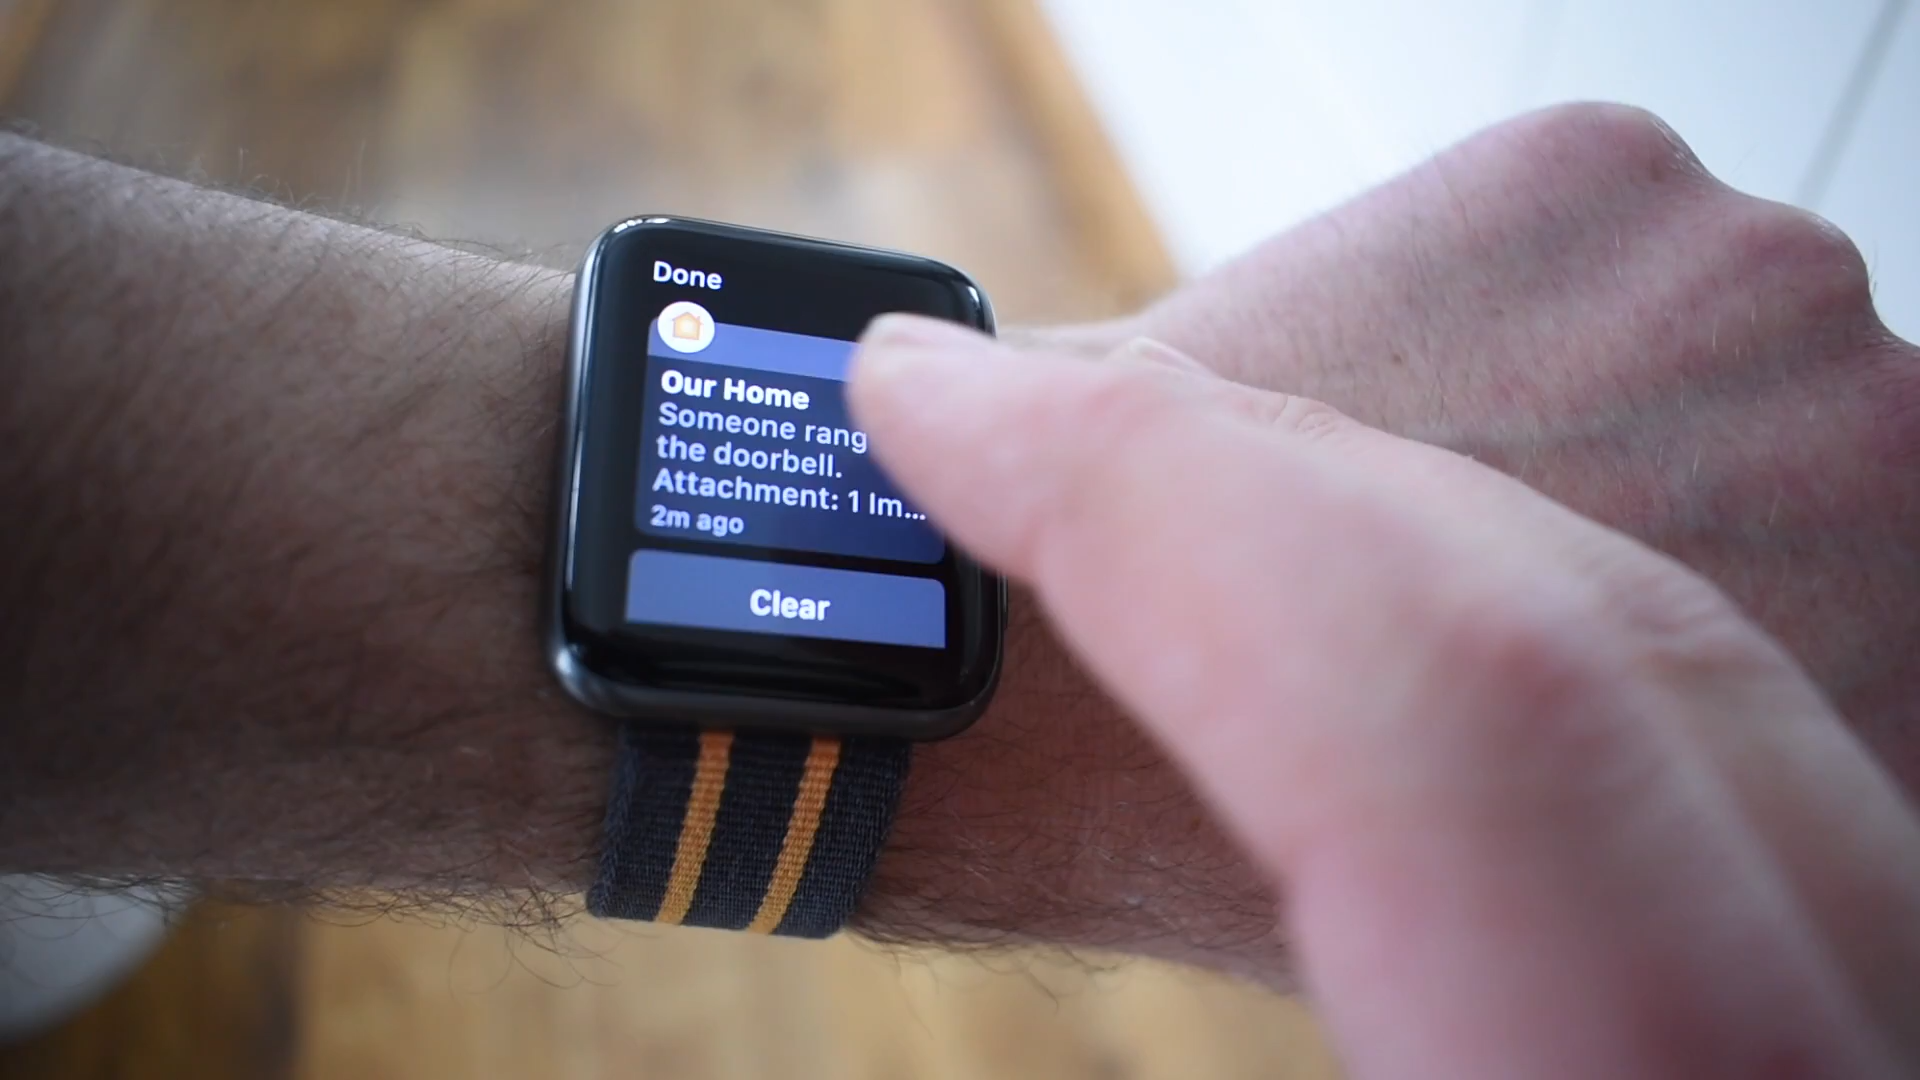 Done
Our Home
Someone rang
the doorbell.
Attachment: 1 Im...
2m ago
Clear